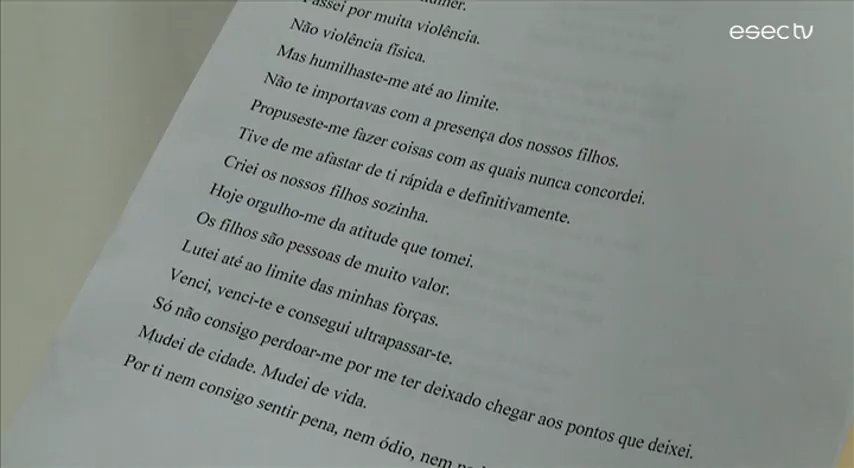 esectv
Passei por muita violência.
Não violência física.
Mas humilhaste-me até ao limite.
Não te importavas com a presença dos nossos filhos.
Propuseste-me fazer coisas com as quais nunca concordei.
Tive de me afastar de ti rápida e definitivamente.
Criei os nossos filhos sozinha.
Hoje orgulho-me da atitude que tomei.
Os filhos são pessoas de muito valor.
Lutei até ao limite das minhas forças.
Venci, venci-te e consegui ultrapassar-te.
Só não consigo perdoar-me por me ter deixado chegar aos pontos que deixei.
Mudei de cidade. Mudei de vida.
Por ti nem consigo sentir pena, nem ódio, nem